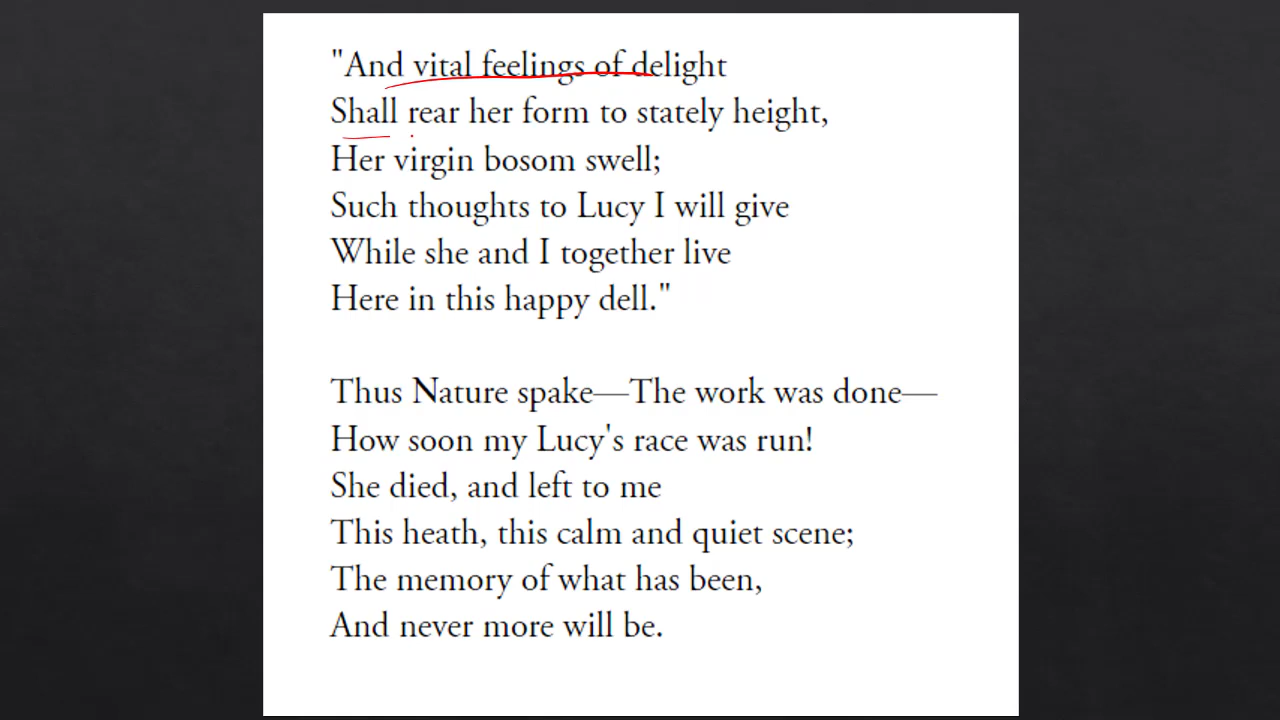 "And vital feelings of delight
Shall rear her form to stately height,
Her virgin bosom swell;
Such thoughts to Lucy I will give
While she and I together live
Here in this happy dell."
Thus Nature spake—The work was done—
How soon my Lucy's race was run!
She died, and left to me
This heath, this calm and quiet scene;
The memory of what has been,
And never more will be.